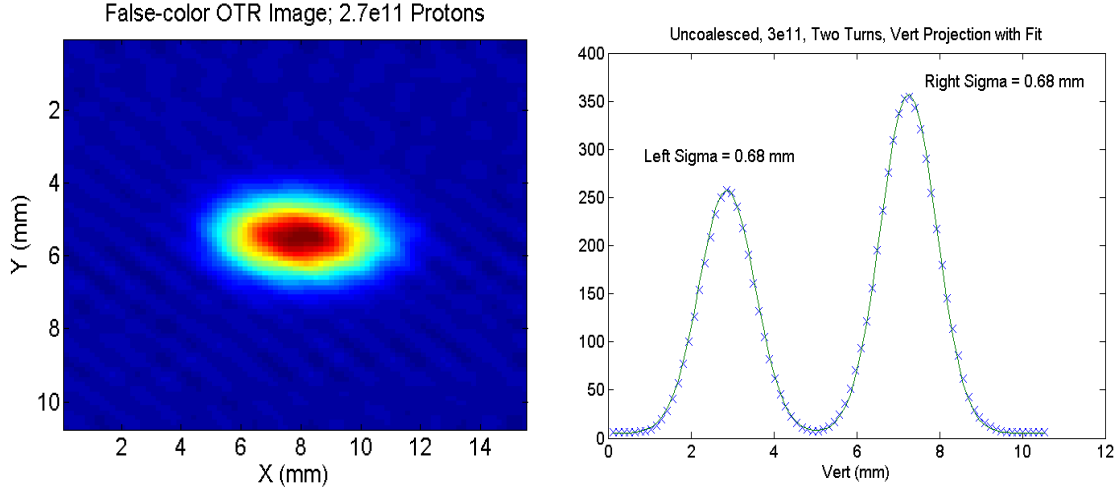 False-color OTR Image; 2.7e11 Protons
Y (mm)
2
4
6
8
10
2 4 6 8 10 12 14
X (mm)
Uncoalesced, 3e11, Two Turns, Vert Projection with Fit
400
350
300
250
200
150
100
50
0
Right Sigma = 0.68 mm
Left Sigma = 0.68 mm
0 2 4 6 8 10 12
Vert (mm)